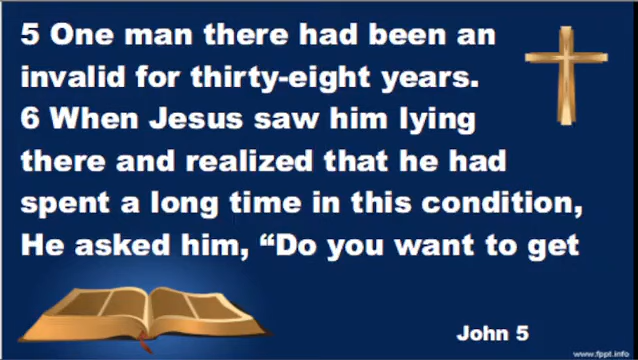 5 One man there had been an
invalid for thirty-eight years.
6 When Jesus saw him lying
there and realized that he had
spent a long time in this condition,
He asked him, “Do you want to get
John 5
www.fppt.info